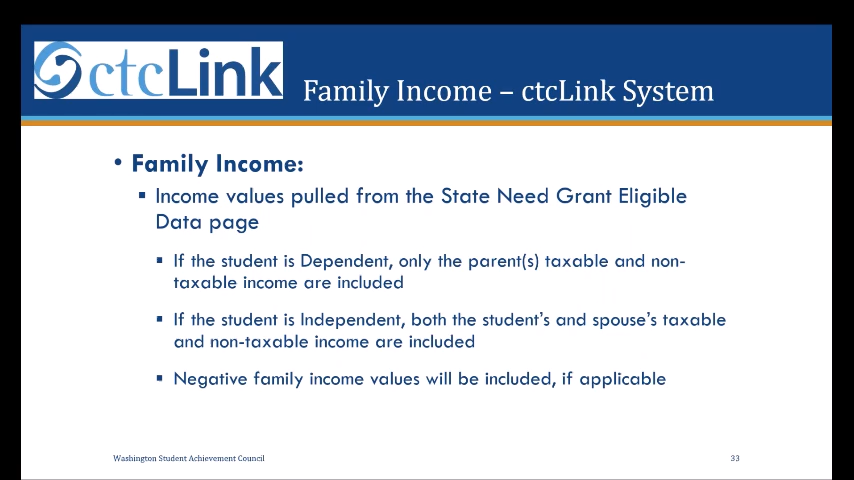 ctcLink
Family Income – ctcLink System
• Family Income:
▪ Income values pulled from the State Need Grant Eligible
Data page
▪ If the student is Dependent, only the parent(s) taxable and non-
taxable income are included
▪ If the student is Independent, both the student’s and spouse’s taxable
and non-taxable income are included
▪ Negative family income values will be included, if applicable
Washington Student Achievement Council
33